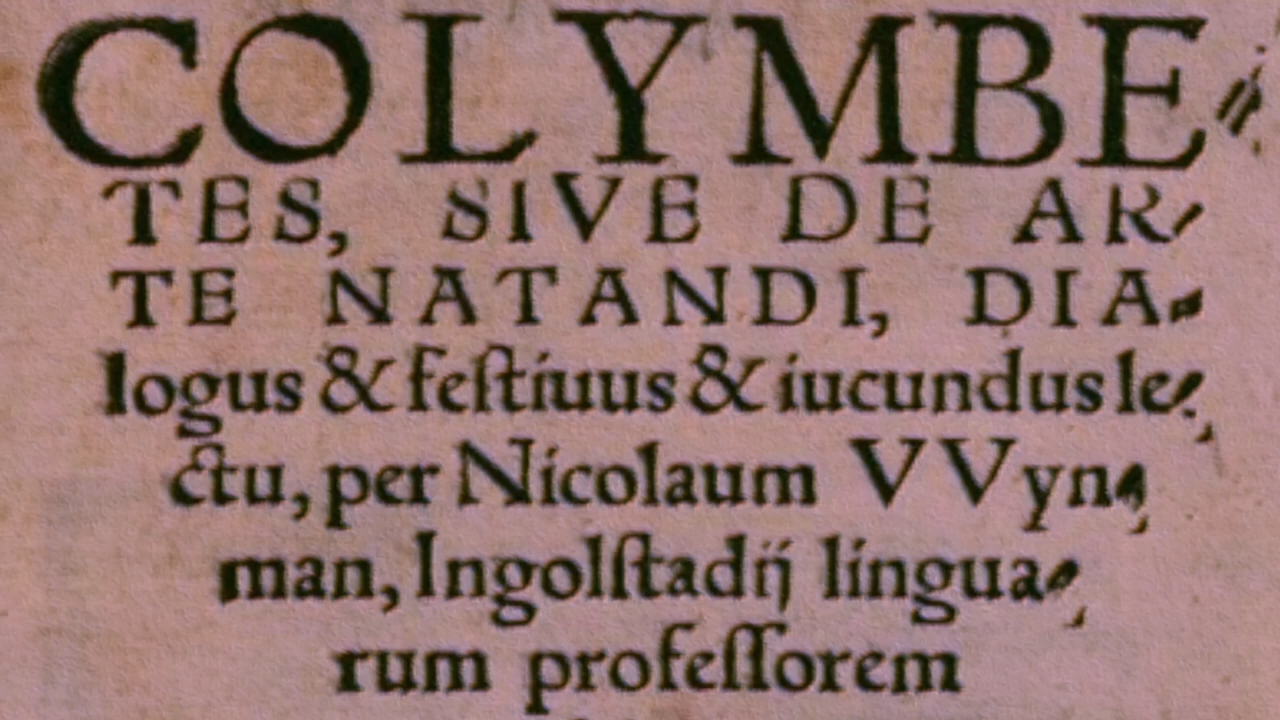 COLYMBE-
TES, SIVE DE AR-
TE NATANDI, DIA-
logus & feſtiuus & iucundus le-
ctu, per Nicolaum VVyn-
man, Ingolſtadij lingua-
rum profeſſorem